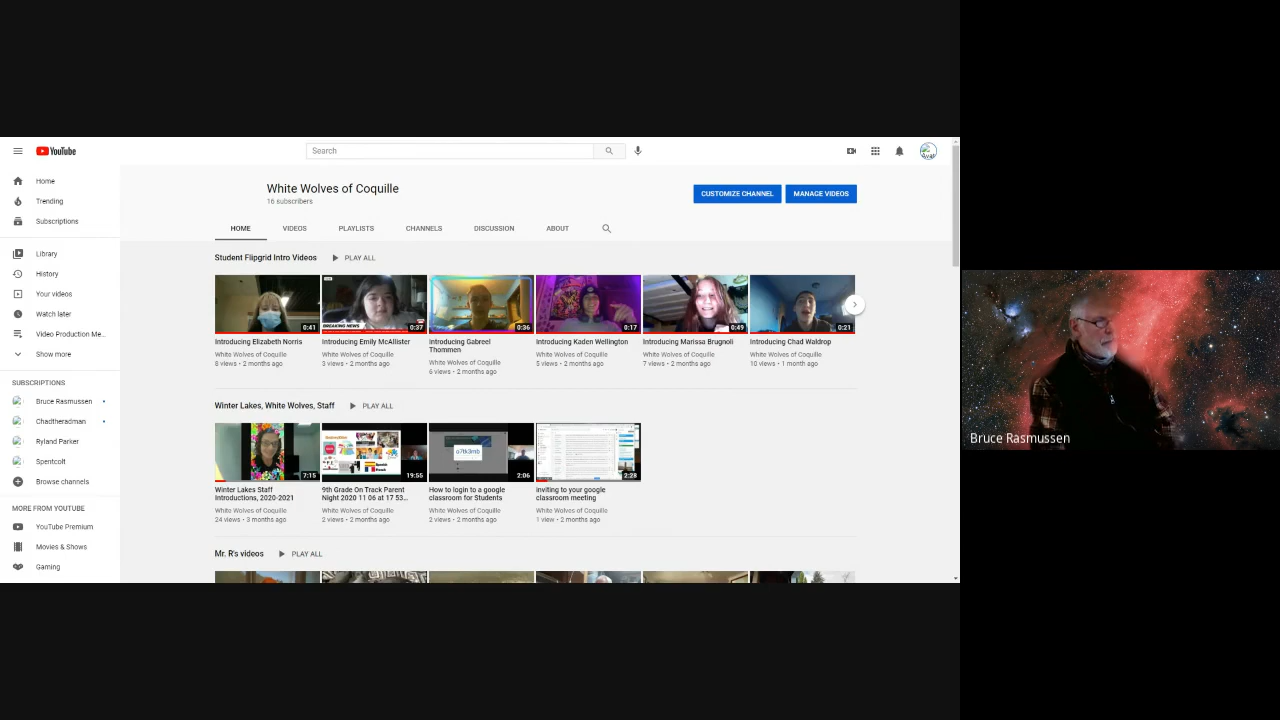 YouTube
Search
Home
Trending
Subscriptions
Library
History
Your videos
Watch later
Video Production Me...
Show more
SUBSCRIPTIONS
Bruce Rasmussen
Chadtheradman
Ryland Parker
Spentcolt
Browse channels
MORE FROM YOUTUBE
YouTube Premium
Movies & Shows
Gaming
White Wolves of Coquille
16 subscribers
CUSTOMIZE CHANNEL
MANAGE VIDEOS
HOME VIDEOS PLAYLISTS CHANNELS DISCUSSION ABOUT
Student Flipgrid Intro Videos PLAY ALL
0:41
BREAKING NEWS
0:37
0:36
0:17
0:49
0:21
Introducing Elizabeth Norris
White Wolves of Coquille
8 views • 2 months ago
Introducing Emily McAllister
White Wolves of Coquille
3 views • 2 months ago
Introducing Gabreel
Thommen
White Wolves of Coquille
6 views • 2 months ago
Introducing Kaden Wellington
White Wolves of Coquille
5 views • 2 months ago
Introducing Marissa Brugnoli
White Wolves of Coquille
7 views • 2 months ago
Introducing Chad Waldrop
White Wolves of Coquille
10 views • 1 month ago
Winter Lakes, White Wolves, Staff PLAY ALL
7:15
19:55
o7tk3mb
2:06
2:28
Winter Lakes Staff
Introductions, 2020-2021
White Wolves of Coquille
24 views • 3 months ago
9th Grade On Track Parent
Night 2020 11 06 at 17 53...
White Wolves of Coquille
2 views • 2 months ago
How to login to a google
classroom for Students
White Wolves of Coquille
2 views • 2 months ago
inviting to your google
classroom meeting
White Wolves of Coquille
1 view • 2 months ago
Mr. R's videos PLAY ALL
Bruce Rasmussen